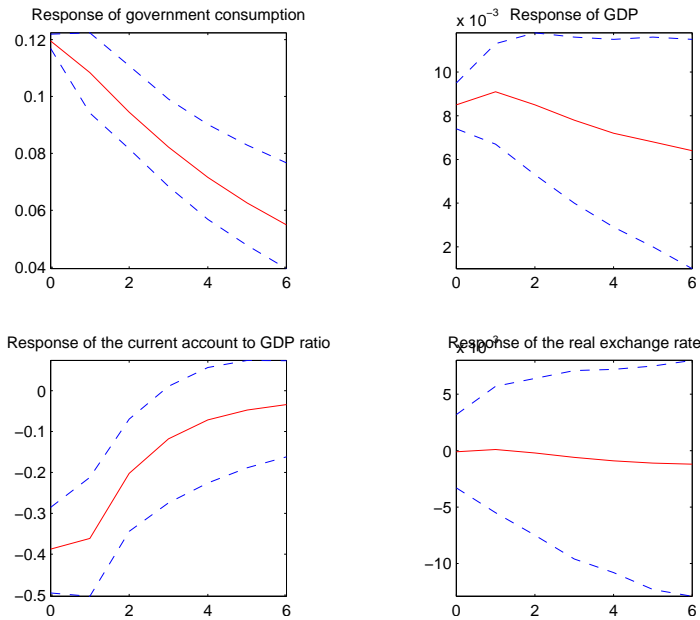 Response of government consumption
0.12
0.1
0.08
0.06
0.04
0 2 4 6
x 10⁻³
Response of GDP
10
8
6
4
2
0 2 4 6
Response of the current account to GDP ratio
0
−0.1
−0.2
−0.3
−0.4
−0.5
0 2 4 6
Response of the real exchange rate
5
0
−5
−10
0 2 4 6